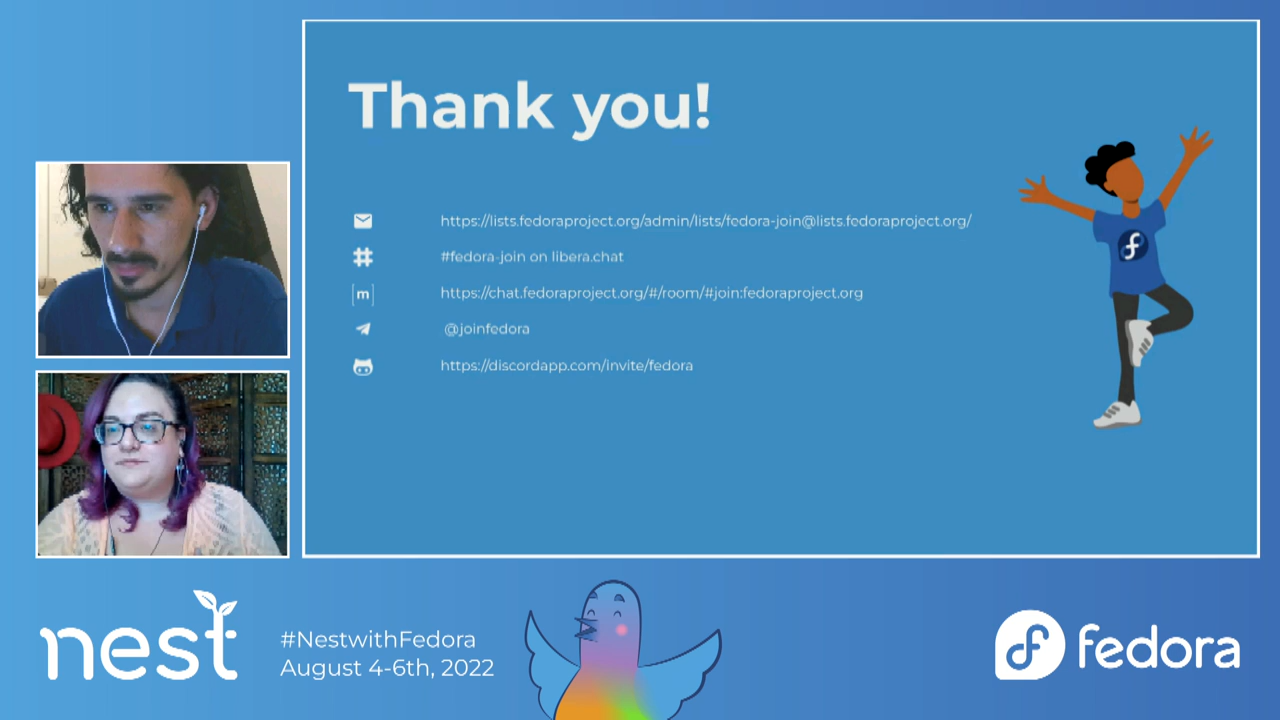 Thank you!
https://lists.fedoraproject.org/admin/lists/fedora-join@lists.fedoraproject.org/
#fedora-join on libera.chat
[m] https://chat.fedoraproject.org/#/room/#join:fedoraproject.org
@joinfedora
https://discordapp.com/invite/fedora
nest
#NestwithFedora
August 4-6th, 2022
fedora